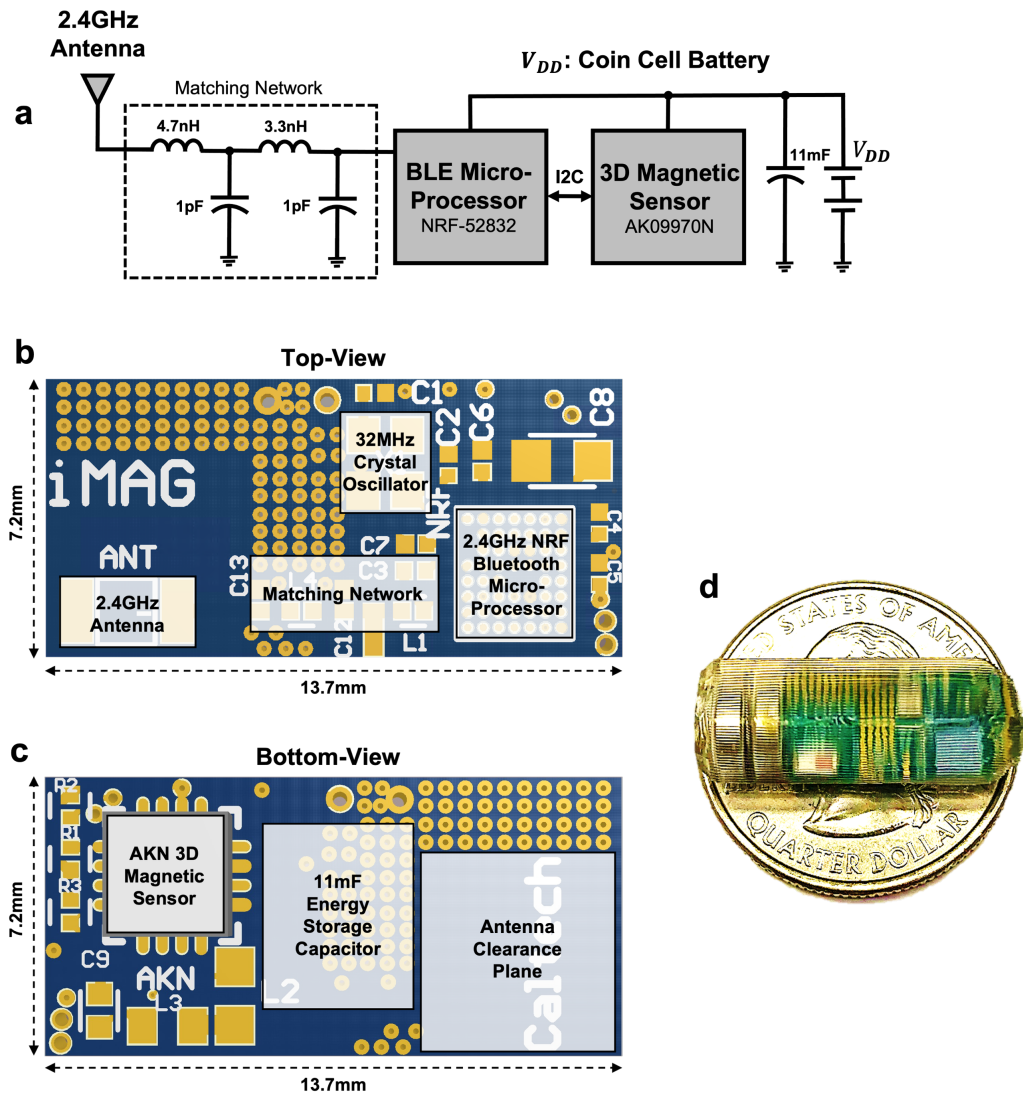 2.4GHz
Antenna
V_DD: Coin Cell Battery
a
Matching Network
4.7nH
3.3nH
1pF
1pF
BLE Micro-
Processor
NRF-52832
I2C
3D Magnetic
Sensor
AK09970N
11mF
V_DD
b
Top-View
7.2mm
13.7mm
iMAG
ANT
2.4GHz
Antenna
C13
L4
Matching Network
C12
L1
C7
C3
32MHz
Crystal
Oscillator
C1
C2
C6
C8
NRF
2.4GHz NRF
Bluetooth
Micro-
Processor
C4
C5
c
Bottom-View
7.2mm
13.7mm
R2
R1
R3
AKN 3D
Magnetic
Sensor
C9
AKN
L3
L2
11mF
Energy
Storage
Capacitor
Antenna
Clearance
Plane
Caltech
d
STATES OF AM
QUARTER DOLLAR